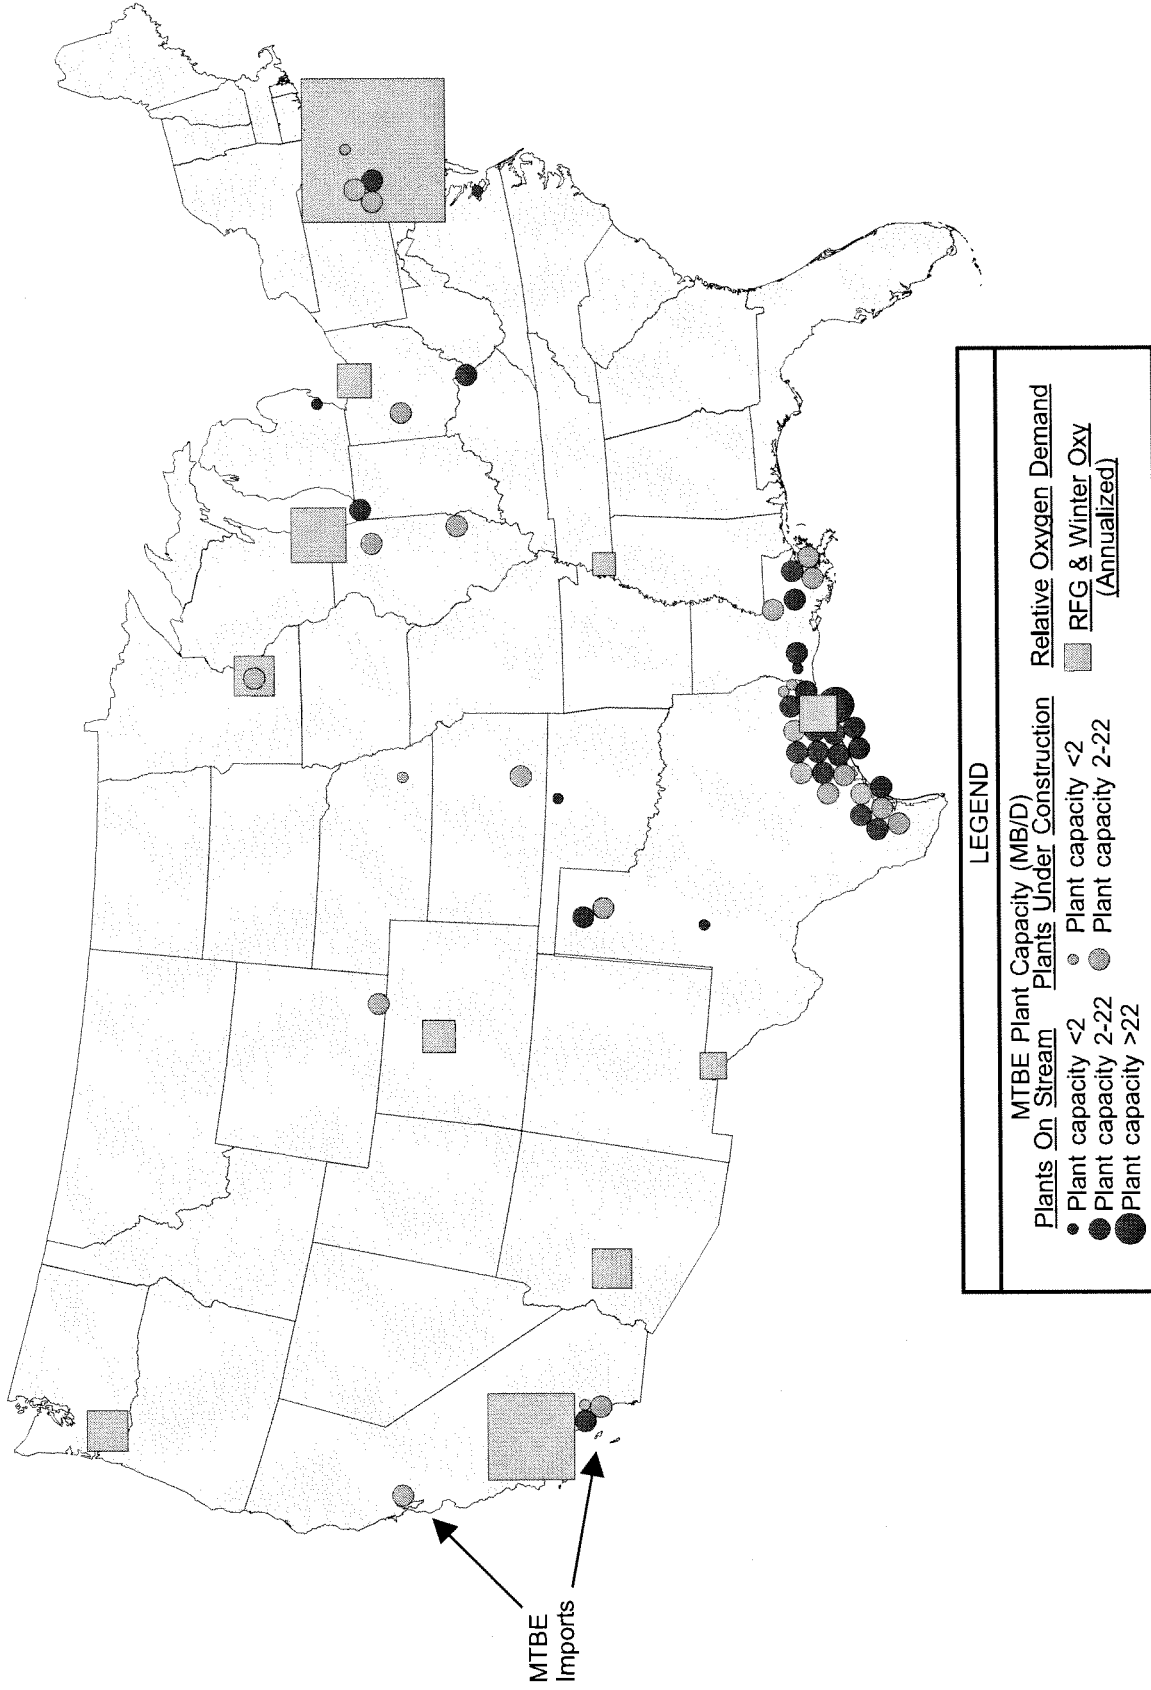 MTBE
Imports
LEGEND
MTBE Plant Capacity (MB/D)
Plants On Stream
Plant capacity <2
Plant capacity 2-22
Plant capacity >22
Plants Under Construction
Plant capacity <2
Plant capacity 2-22
Relative Oxygen Demand
RFG & Winter Oxy
(Annualized)